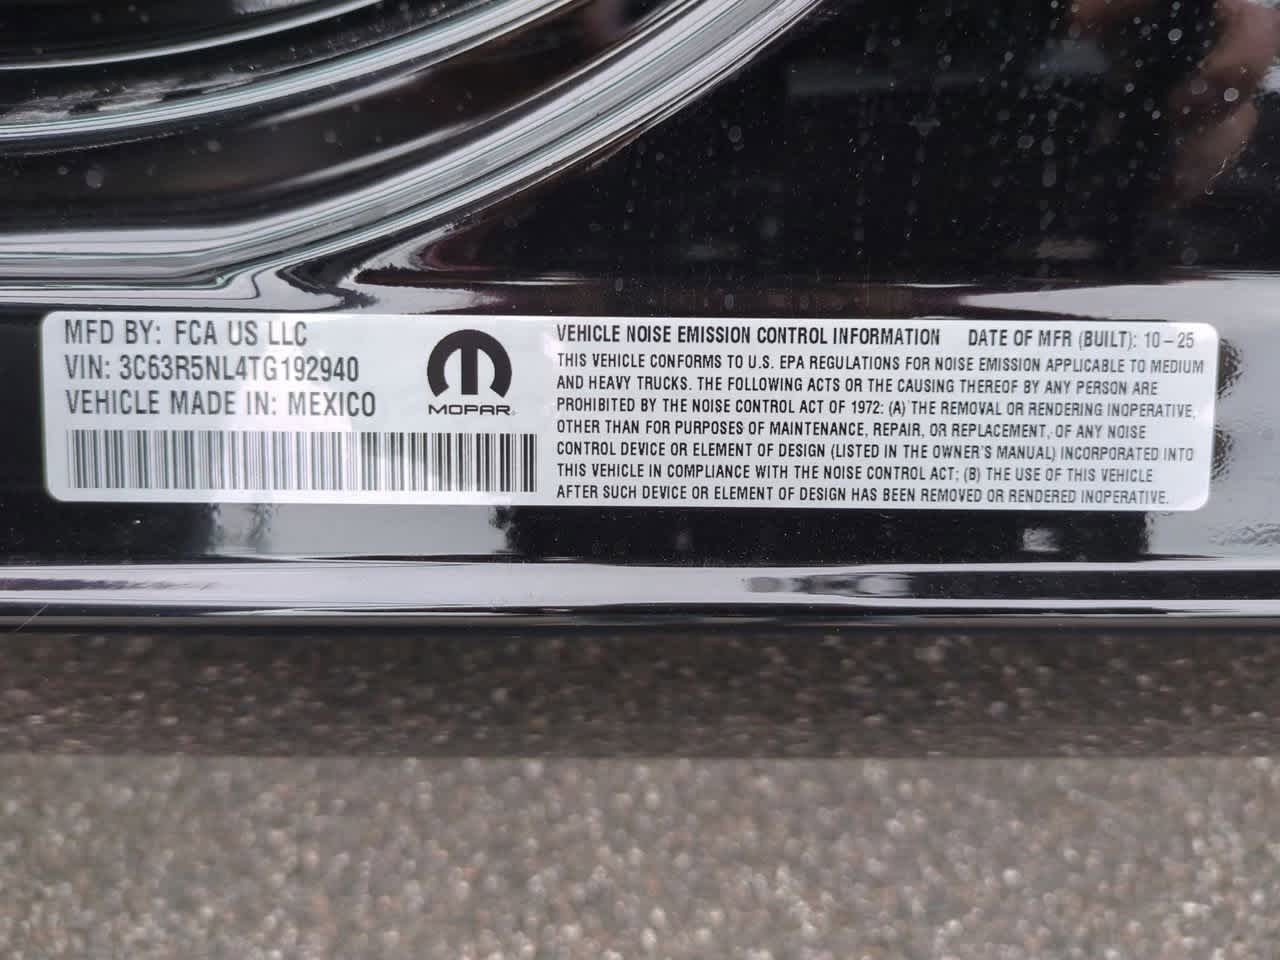 MFD BY: FCA US LLC
VIN: 3C63R5NL4TG192940
VEHICLE MADE IN: MEXICO
MOPAR
VEHICLE NOISE EMISSION CONTROL INFORMATION DATE OF MFR (BUILT): 10-25
THIS VEHICLE CONFORMS TO U.S. EPA REGULATIONS FOR NOISE EMISSION APPLICABLE TO MEDIUM
AND HEAVY TRUCKS. THE FOLLOWING ACTS OR THE CAUSING THEREOF BY ANY PERSON ARE
PROHIBITED BY THE NOISE CONTROL ACT OF 1972: (A) THE REMOVAL OR RENDERING INOPERATIVE,
OTHER THAN FOR PURPOSES OF MAINTENANCE, REPAIR, OR REPLACEMENT, OF ANY NOISE
CONTROL DEVICE OR ELEMENT OF DESIGN (LISTED IN THE OWNER'S MANUAL) INCORPORATED INTO
THIS VEHICLE IN COMPLIANCE WITH THE NOISE CONTROL ACT; (B) THE USE OF THIS VEHICLE
AFTER SUCH DEVICE OR ELEMENT OF DESIGN HAS BEEN REMOVED OR RENDERED INOPERATIVE.